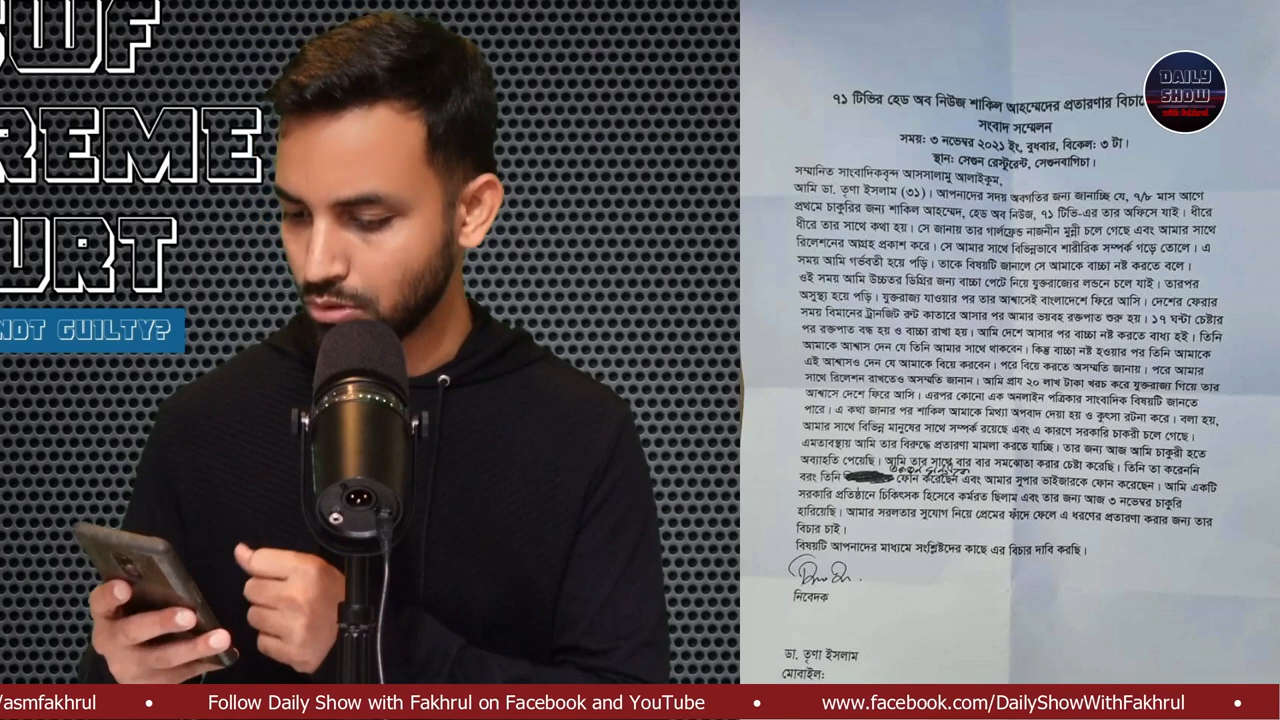 SWF
REME
URT
NOT GUILTY?
DAILY
SHOW
with fakhrul
৭১ টিভির হেড অব নিউজ শাকিল আহম্মেদের প্রতারণার
সংবাদ সম্মেলন
সময়: ৩ নভেম্বর ২০২১ ইং, বুধবার, বিকেল: ৩ টা।
স্থান: সেগুন রেস্টুরেন্ট, সেগুনবাগিচা।
সম্মানিত সাংবাদিকবৃন্দ আসসালামু আলাইকুম,
আমি ডা. তৃণা ইসলাম (৩১)। আপনাদের সদয় অবগতির জন্য জানাচ্ছি যে, ৭/৮ মাস আগে
প্রথমে চাকুরির জন্য শাকিল আহম্মেদ, হেড অব নিউজ, ৭১ টিভি-এর তার অফিসে যাই। ধীরে
ধীরে তার সাথে কথা হয়। সে জানায় তার গার্লফ্রেন্ড নাজনীন মুন্নী চলে গেছে এবং আমার সাথে
রিলেশনের আগ্রহ প্রকাশ করে। সে আমার সাথে বিভিন্নভাবে শারীরিক সম্পর্ক গড়ে তোলে। এ
সময় আমি গর্ভবতী হয়ে পড়ি। তাকে বিষয়টি জানালে সে আমাকে বাচ্চা নষ্ট করতে বলে।
ওই সময় আমি উচ্চতর ডিগ্রির জন্য বাচ্চা পেটে নিয়ে যুক্তরাজ্যের লন্ডনে চলে যাই। তারপর
অসুস্থ্য হয়ে পড়ি। যুক্তরাজ্য যাওয়ার পর তার আশ্বাসেই বাংলাদেশে ফিরে আসি। দেশের ফেরার
সময় বিমানের ট্রানজিট রুট কাতারে আসার পর আমার ভয়াবহ রক্তপাত শুরু হয়। ১৭ ঘন্টা চেষ্টার
পর রক্তপাত বন্ধ হয় ও বাচ্চা রাখা হয়। আমি দেশে আসার পর বাচ্চা নষ্ট করতে বাধ্য হই। তিনি
আমাকে আশ্বাস দেন যে তিনি আমার সাথে থাকবেন। কিন্তু বাচ্চা নষ্ট হওয়ার পর তিনি আমাকে
এই আশ্বাসও দেন যে আমাকে বিয়ে করবেন। পরে বিয়ে করতে অসম্মতি জানায়। পরে আমার
সাথে রিলেশন রাখতেও অসম্মতি জানান। আমি প্রায় ২০ লাখ টাকা খরচ করে যুক্তরাজ্য গিয়ে তার
আশ্বাসে দেশে ফিরে আসি। এরপর কোনো এক অনলাইন পত্রিকার সাংবাদিক বিষয়টি জানতে
পারে। এ কথা জানার পর শাকিল আমাকে মিথ্যা অপবাদ দেয়া হয় ও কুৎসা রটনা করে। বলা হয়,
আমার সাথে বিভিন্ন মানুষের সাথে সম্পর্ক রয়েছে এবং এ কারণে সরকারি চাকরী চলে গেছে।
এমতাবস্থায় আমি তার বিরুদ্ধে প্রতারণা মামলা করতে যাচ্ছি। তার জন্য আজ আমি চাকুরী হতে
অব্যাহতি পেয়েছি। আমি তার সাথে বার বার সমঝোতা করার চেষ্টা করেছি। তিনি তা করেননি
বরং তিনি ফোন করেছেন এবং আমার সুপার ভাইজারকে ফোন করেছেন। আমি একটি
সরকারি প্রতিষ্ঠানে চিকিৎসক হিসেবে কর্মরত ছিলাম এবং তার জন্য আজ ৩ নভেম্বর চাকুরি
হারিয়েছি। আমার সরলতার সুযোগ নিয়ে প্রেমের ফাঁদে ফেলে এ ধরণের প্রতারণা করার জন্য তার
বিচার চাই।
বিষয়টি আপনাদের মাধ্যমে সংশ্লিষ্টদের কাছে এর বিচার দাবি করছি।
নিবেদক
ডা. তৃণা ইসলাম
মোবাইল:
/asmfakhrul • Follow Daily Show with Fakhrul on Facebook and YouTube • www.facebook.com/DailyShowWithFakhrul •